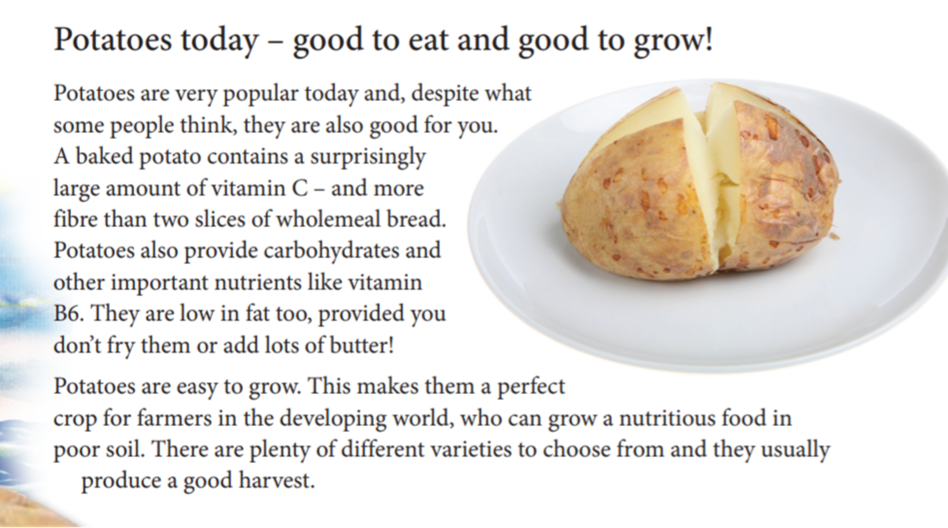 Potatoes today – good to eat and good to grow!
Potatoes are very popular today and, despite what
some people think, they are also good for you.
A baked potato contains a surprisingly
large amount of vitamin C – and more
fibre than two slices of wholemeal bread.
Potatoes also provide carbohydrates and
other important nutrients like vitamin
B6. They are low in fat too, provided you
don’t fry them or add lots of butter!
Potatoes are easy to grow. This makes them a perfect
crop for farmers in the developing world, who can grow a nutritious food in
poor soil. There are plenty of different varieties to choose from and they usually
produce a good harvest.